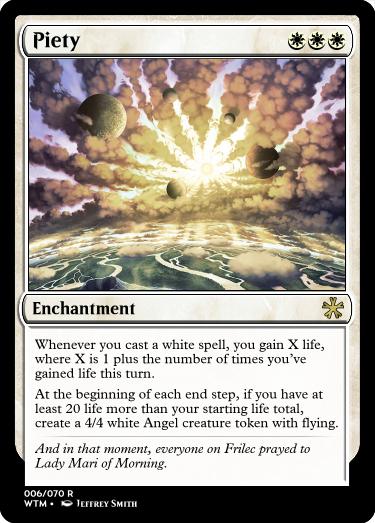 Piety
Enchantment
Whenever you cast a white spell, you gain X life,
where X is 1 plus the number of times you've
gained life this turn.
At the beginning of each end step, if you have at
least 20 life more than your starting life total,
create a 4/4 white Angel creature token with flying.
And in that moment, everyone on Frilec prayed to
Lady Mari of Morning.
006/070 R
WTM • Jeffrey Smith